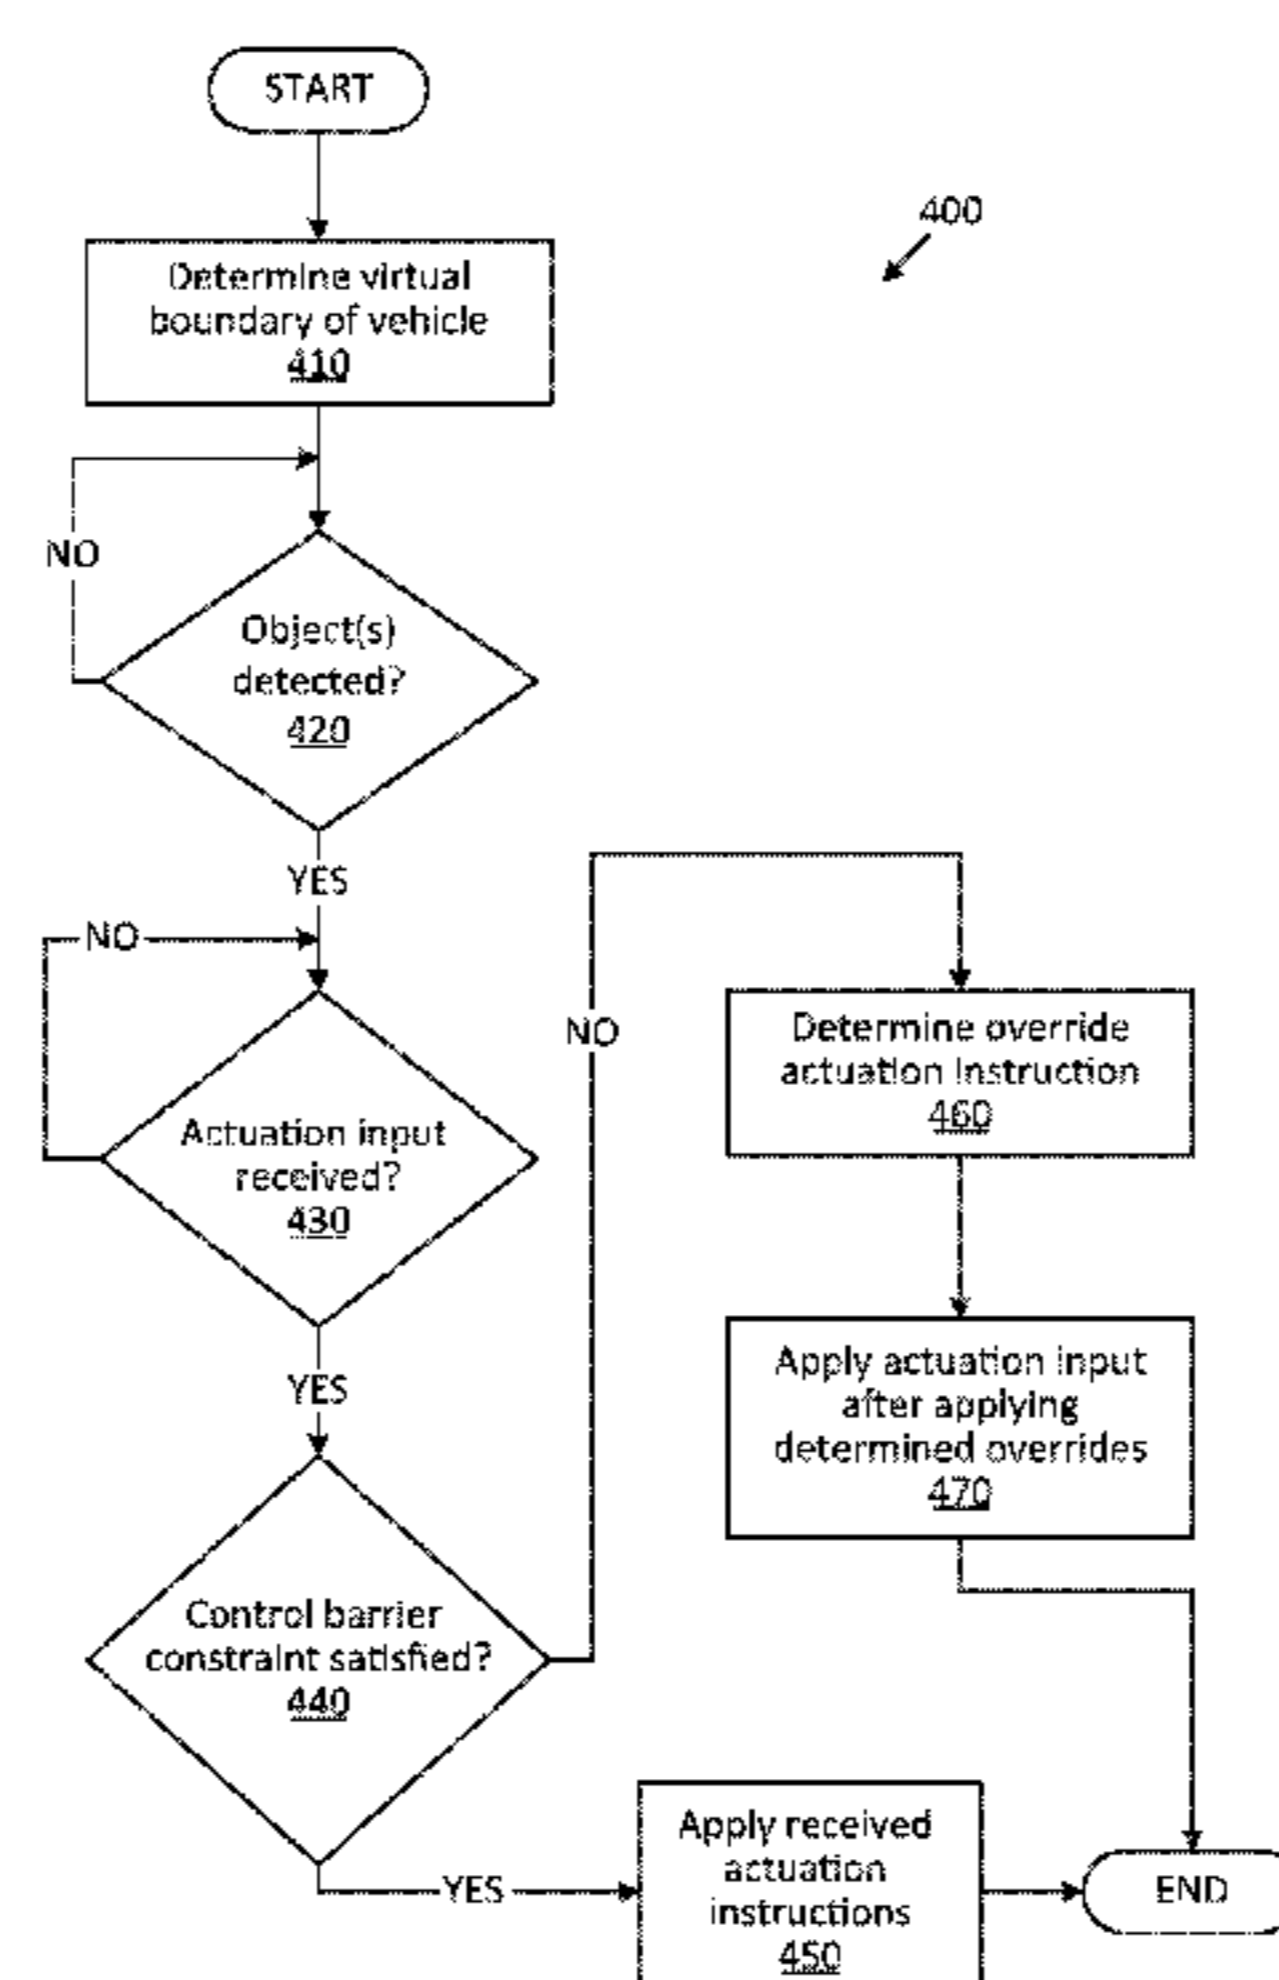 START
400
Determine virtual
boundary of vehicle
410
NO
Object(s)
detected?
420
YES
NO
Actuation input
received?
430
YES
Control barrier
constraint satisfied?
440
NO
Determine override
actuation instruction
460
Apply actuation input
after applying
determined overrides
470
YES
Apply received
actuation
instructions
450
END